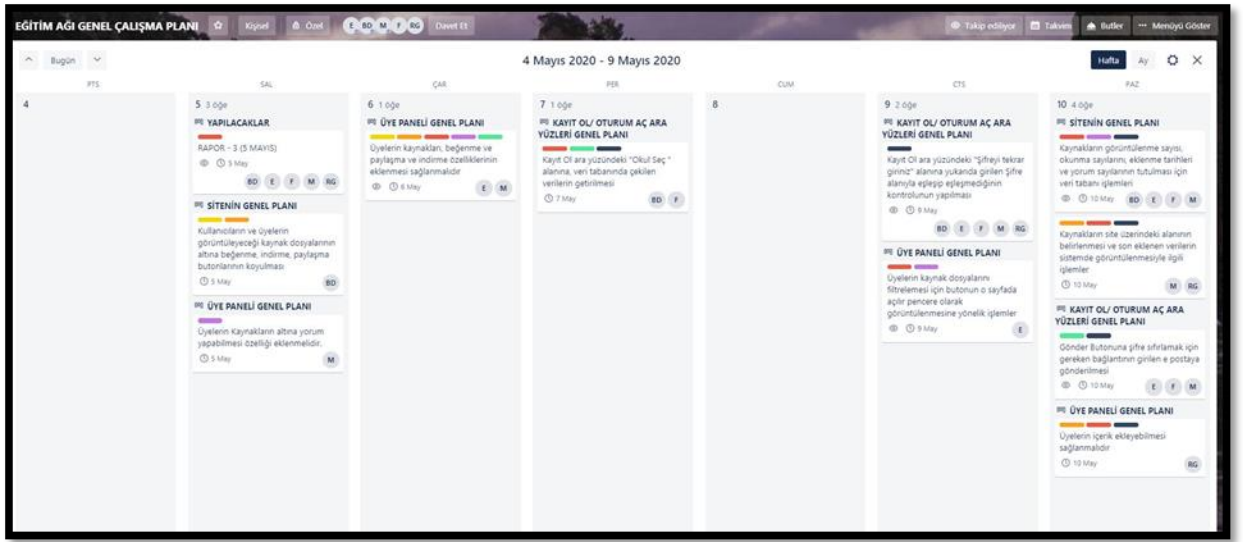 EĞİTİM AĞI GENEL ÇALIŞMA PLANI
Kişisel
Özel
E BD M F RG
Davet Et
Takip ediliyor
Takvim
Butler
Menüyü Göster
Bugün
4 Mayıs 2020 - 9 Mayıs 2020
Hafta
Ay
PTS
SAL
ÇAR
PER
CUM
CTS
PAZ
4
5 3 öğe
YAPILACAKLAR
RAPOR - 3 (5 MAYIS)
5 May
BD E F M RG
SİTENİN GENEL PLANI
Kullanıcıların ve üyelerin
görüntüleyeceği kaynak dosyalarının
altına beğenme, indirme, paylaşma
butonlarının koyulması
5 May
BD
ÜYE PANELİ GENEL PLANI
Üyelerin Kaynakların altına yorum
yapabilmesi özelliği eklenmelidir.
5 May
M
6 1 öğe
ÜYE PANELİ GENEL PLANI
Üyelerin kaynakları, beğenme ve
paylaşma ve indirme özelliklerinin
eklenmesi sağlanmalıdır
6 May
E M
7 1 öğe
KAYIT OL/ OTURUM AÇ ARA
YÜZLERİ GENEL PLANI
Kayıt Ol ara yüzündeki "Okul Seç "
alanına, veri tabanında çekilen
verilerin getirilmesi
7 May
BD F
8
9 2 öğe
KAYIT OL/ OTURUM AÇ ARA
YÜZLERİ GENEL PLANI
Kayıt Ol ara yüzündeki "Şifreyi tekrar
giriniz" alanına yukarıda girilen Şifre
alanıyla eşleşip eşleşmediğinin
kontrolunun yapılması
9 May
BD E F M RG
ÜYE PANELİ GENEL PLANI
Üyelerin kaynak dosyalarını
filtrelemesi için butonun o sayfada
açılır pencere olarak
görüntülenmesine yönelik işlemler
9 May
E
10 4 öğe
SİTENİN GENEL PLANI
Kaynakların görüntülenme sayısı,
okunma sayılarını, eklenme tarihleri
ve yorum sayılarının tutulması için
veri tabanı işlemleri
10 May
BD E F M
Kaynakların site üzerindeki alanının
belirlenmesi ve son eklenen verilerin
sistemde görüntülenmesiyle ilgili
işlemler
10 May
M RG
KAYIT OL/ OTURUM AÇ ARA
YÜZLERİ GENEL PLANI
Gönder Butonuna şifre sıfırlamak için
gereken bağlantının girilen e postaya
gönderilmesi
10 May
E F M
ÜYE PANELİ GENEL PLANI
Üyelerin içerik ekleyebilmesi
sağlanmalıdır
10 May
RG